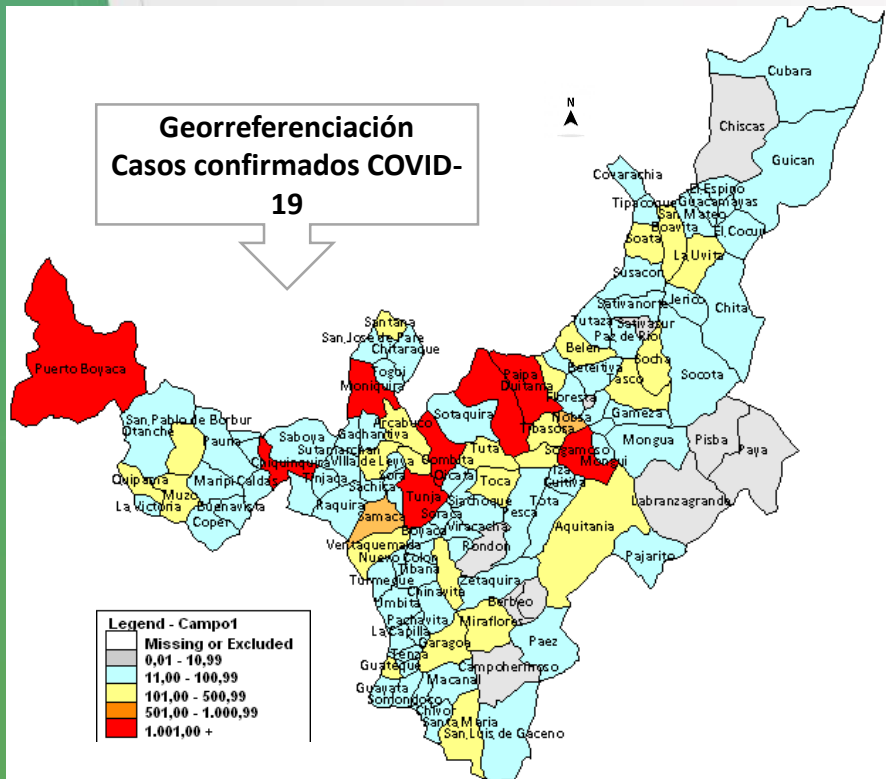 Georreferenciación
Casos confirmados COVID-
19
N
Cubara
Chiscas
Guican
Covarachia
El Espino
Tipacoque
Guacamayas
San Mateo
Boavita
El Cocuy
Soata
La Uvita
Susacon
Sativanorte
Jerico
Chita
Tutaza
Sativasur
Paz de Rio
Socha
Belen
Beteitiva
Tasco
Socota
Santana
San Jose de Pare
Chitaraque
Togui
Moniquira
Puerto Boyaca
Paipa
Duitama
Floresta
Gameza
Nobsa
Tibasosa
Sotaquira
Arcabuco
San Pablo de Borbur
Otanche
Pauna
Saboya
Gachantiva
Sutamarchan
Villa de Leyva
Combita
Tuta
Sogamoso
Mongui
Mongua
Pisba
Paya
Chiquinquira
Tinjaca
Sora
Oicata
Iza
Cuitiva
Quipama
Muzo
Maripi
Caldas
Sachica
Tunja
Toca
Labranzagrande
La Victoria
Buenavista
Raquira
Siachoque
Tota
Coper
Samaca
Soraca
Pesca
Aquitania
Boyaca
Viracacha
Ventaquemada
Rondon
Pajarito
Nuevo Colon
Tibana
Turmeque
Chinavita
Zetaquira
Umbita
Berbeo
Pachavita
Miraflores
La Capilla
Garagoa
Paez
Tenza
Guateque
Campohermoso
Guayata
Macanal
Somondoco
Chivor
Santa Maria
San Luis de Gaceno
Legend - Campo1
Missing or Excluded
0,01 - 10,99
11,00 - 100,99
101,00 - 500,99
501,00 - 1.000,99
1.001,00 +